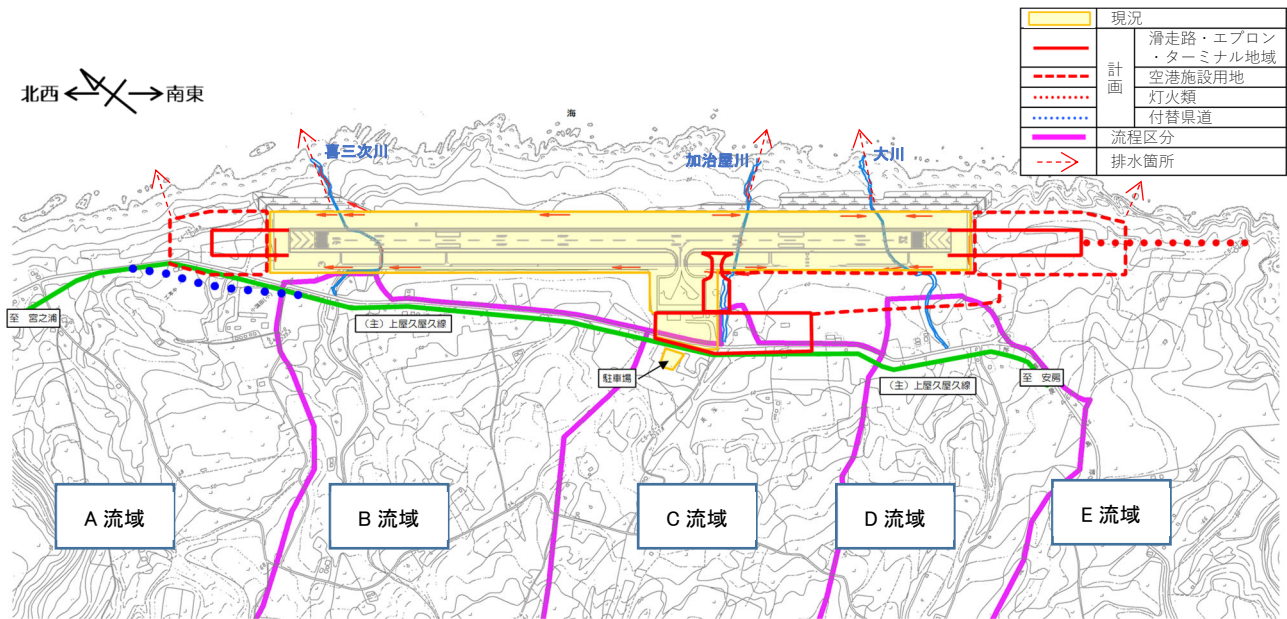 現況
計画
滑走路・エプロン
・ターミナル地域
空港施設用地
灯火類
付替県道
流程区分
排水箇所
北西
南東
海
喜三次川
加治屋川
大川
至 宮之浦
(主)上屋久屋久線
駐車場
(主)上屋久屋久線
至 安房
A 流域
B 流域
C 流域
D 流域
E 流域